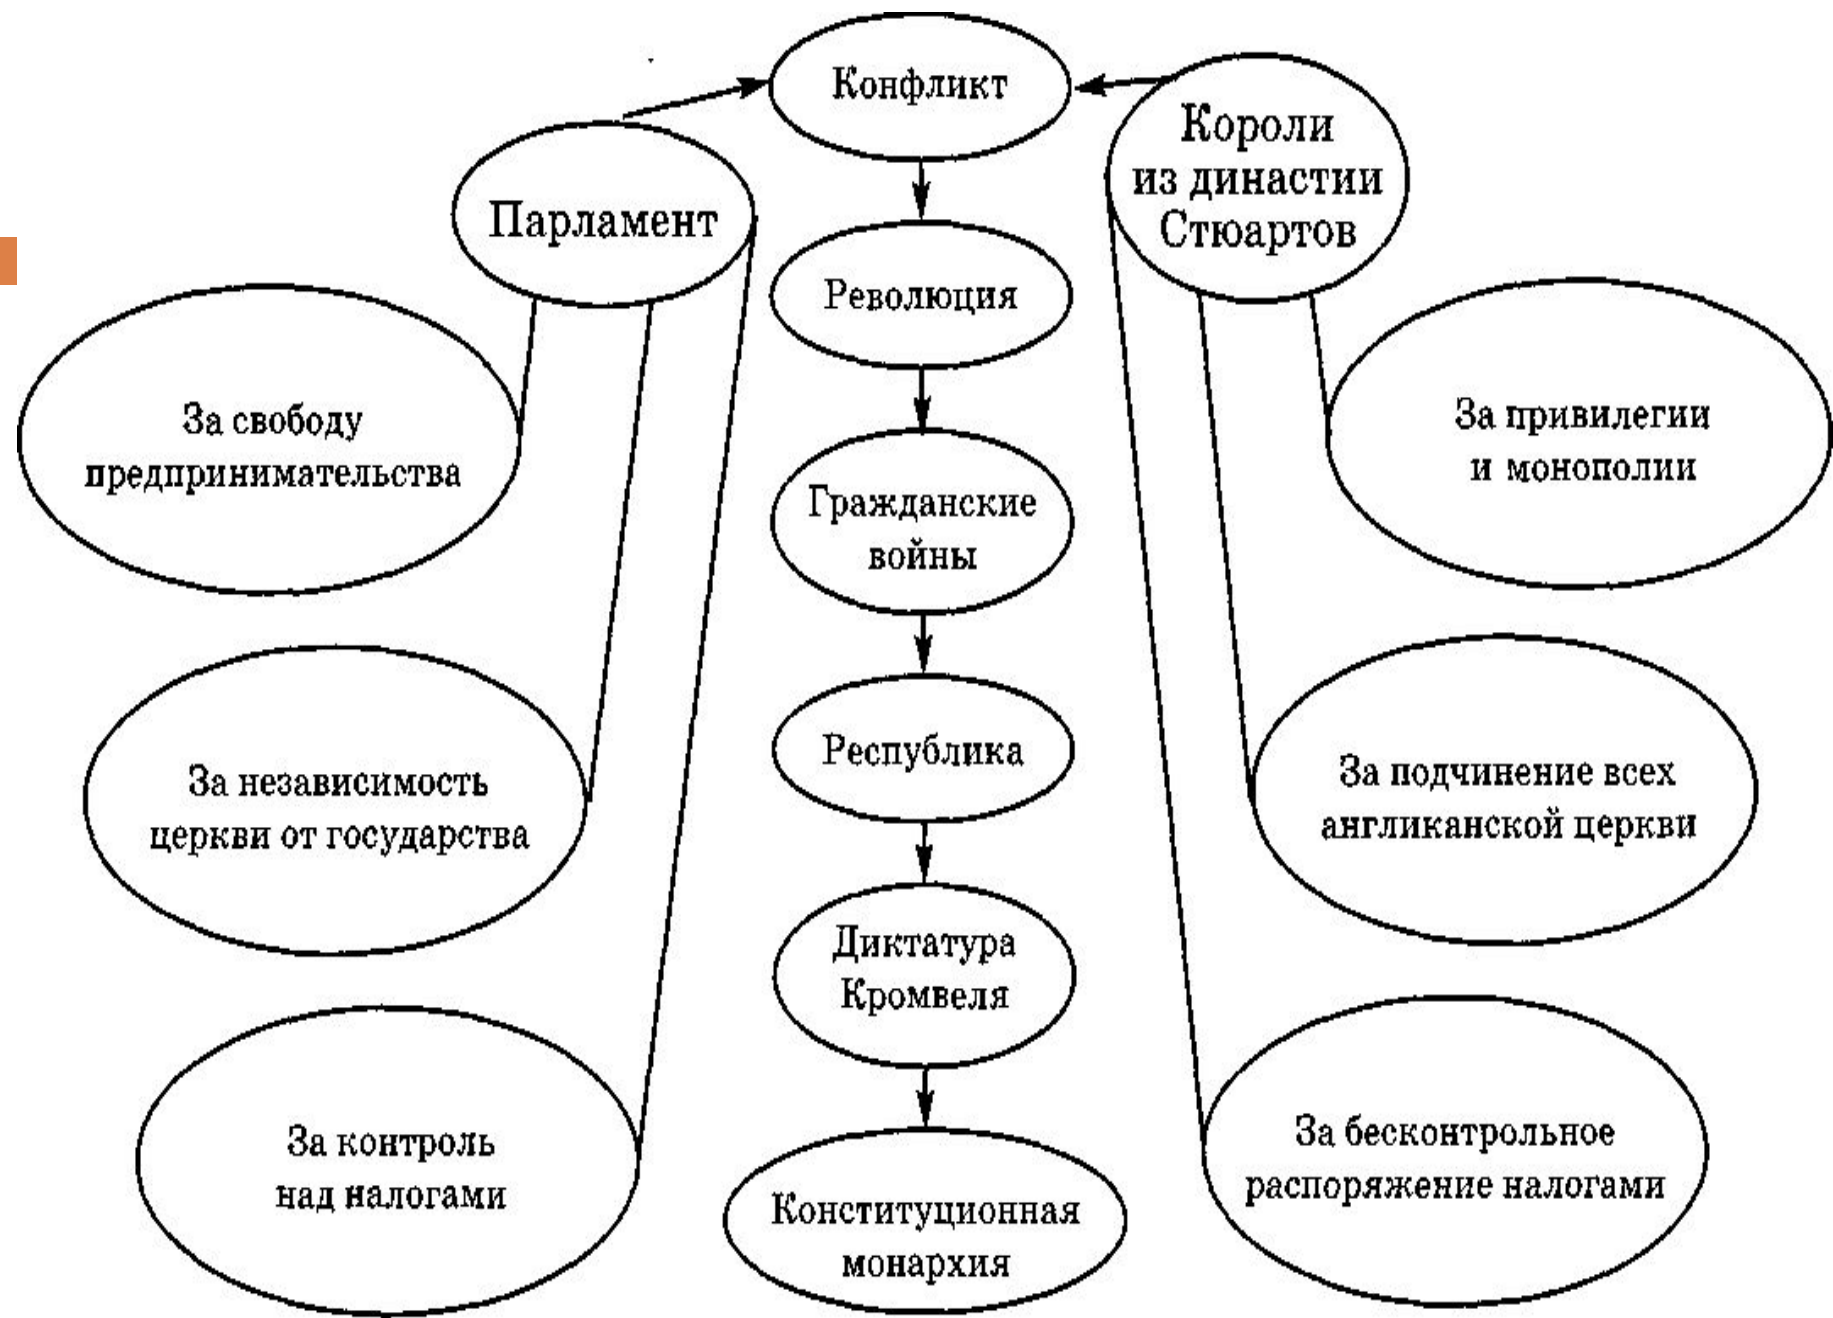 Конфликт
Парламент
Короли
из династии
Стюартов
Революция
За свободу
предпринимательства
Гражданские
войны
За привилегии
и монополии
За независимость
церкви от государства
Республика
За подчинение всех
англиканской церкви
Диктатура
Кромвеля
За контроль
над налогами
Конституционная
монархия
За бесконтрольное
распоряжение налогами